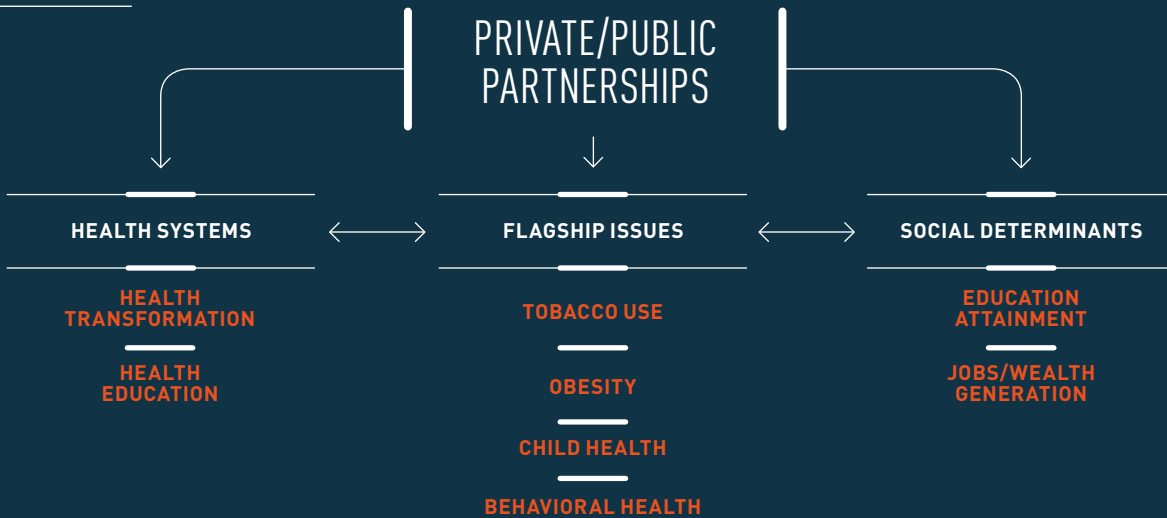 PRIVATE/PUBLIC
PARTNERSHIPS
HEALTH SYSTEMS
HEALTH
TRANSFORMATION
HEALTH
EDUCATION
FLAGSHIP ISSUES
TOBACCO USE
OBESITY
CHILD HEALTH
BEHAVIORAL HEALTH
SOCIAL DETERMINANTS
EDUCATION
ATTAINMENT
JOBS/WEALTH
GENERATION